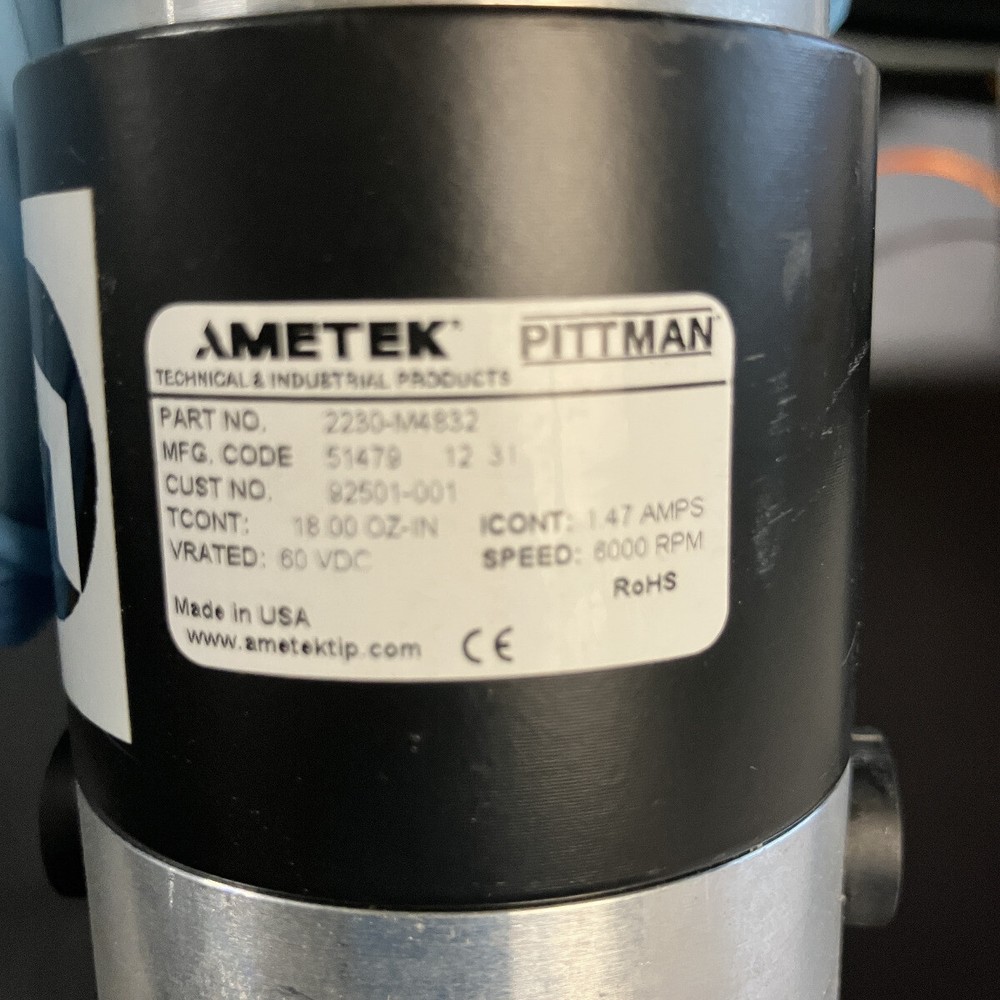 AMETEK PITTMAN
TECHNICAL & INDUSTRIAL PRODUCTS
PART NO. 2230-M4832
MFG. CODE 51479 12 31
CUST NO. 92501-001
TCONT: 18.00 OZ-IN ICONT: 1.47 AMPS
VRATED: 60 VDC SPEED: 6000 RPM
RoHS
Made in USA
www.ametektip.com CE